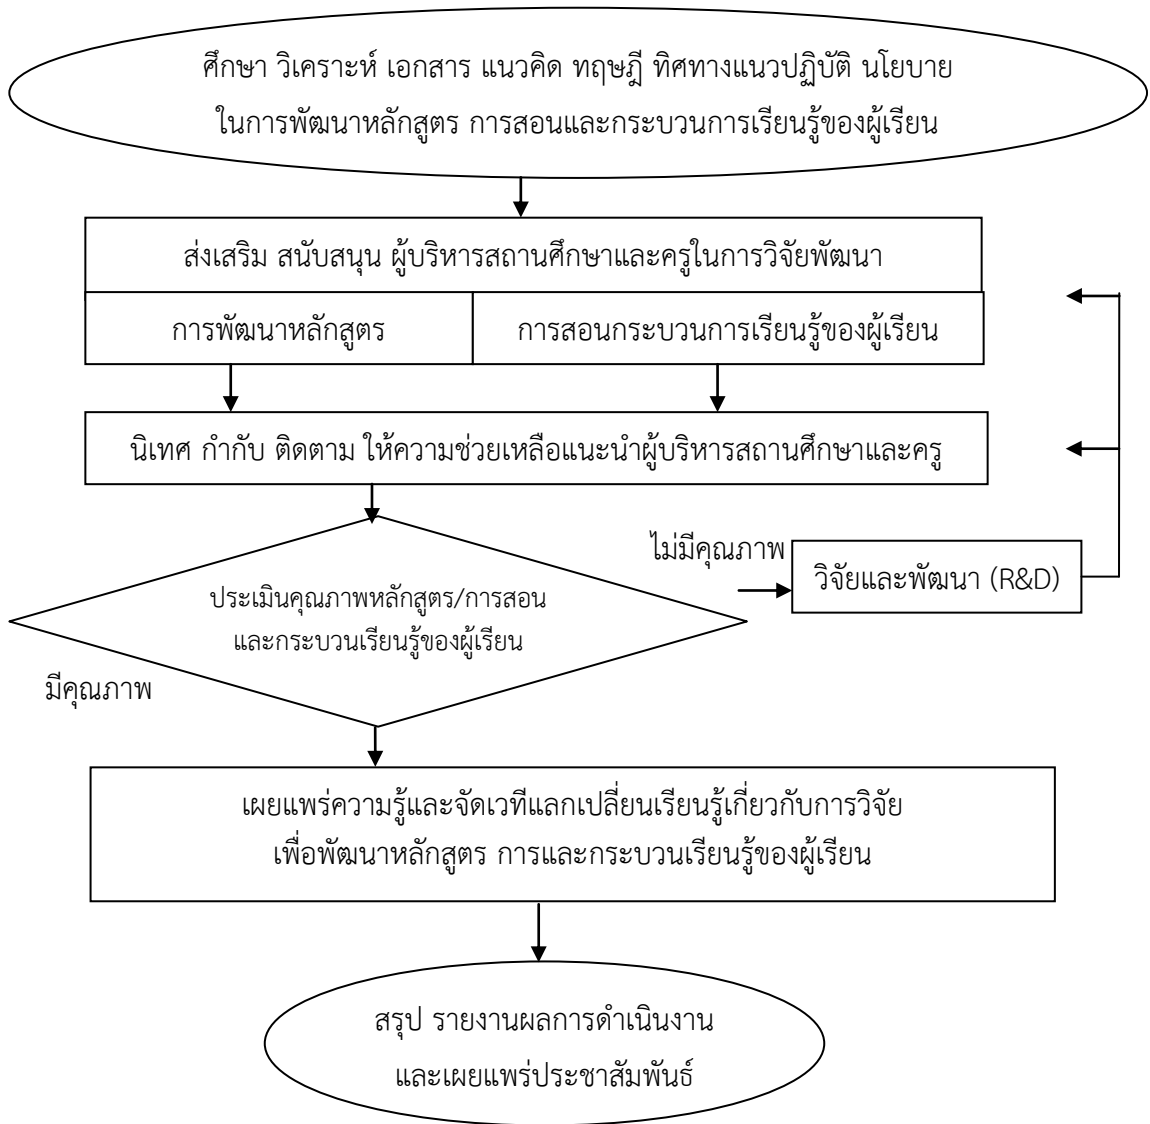 ศึกษา วิเคราะห์ เอกสาร แนวคิด ทฤษฎี ทิศทางแนวปฏิบัติ นโยบาย
ในการพัฒนาหลักสูตร การสอนและกระบวนการเรียนรู้ของผู้เรียน
ส่งเสริม สนับสนุน ผู้บริหารสถานศึกษาและครูในการวิจัยพัฒนา
การพัฒนาหลักสูตร
การสอนกระบวนการเรียนรู้ของผู้เรียน
นิเทศ กำกับ ติดตาม ให้ความช่วยเหลือแนะนำผู้บริหารสถานศึกษาและครู
ไม่มีคุณภาพ
วิจัยและพัฒนา (R&D)
ประเมินคุณภาพหลักสูตร/การสอน
และกระบวนเรียนรู้ของผู้เรียน
มีคุณภาพ
เผยแพร่ความรู้และจัดเวทีแลกเปลี่ยนเรียนรู้เกี่ยวกับการวิจัย
เพื่อพัฒนาหลักสูตร การและกระบวนเรียนรู้ของผู้เรียน
สรุป รายงานผลการดำเนินงาน
และเผยแพร่ประชาสัมพันธ์